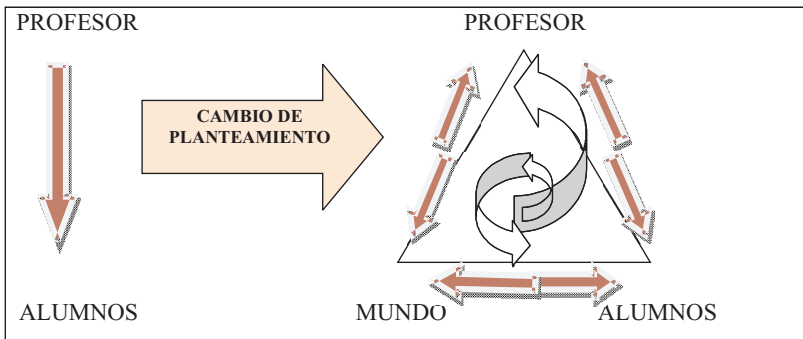 PROFESOR
PROFESOR
CAMBIO DE
PLANTEAMIENTO
ALUMNOS
MUNDO
ALUMNOS